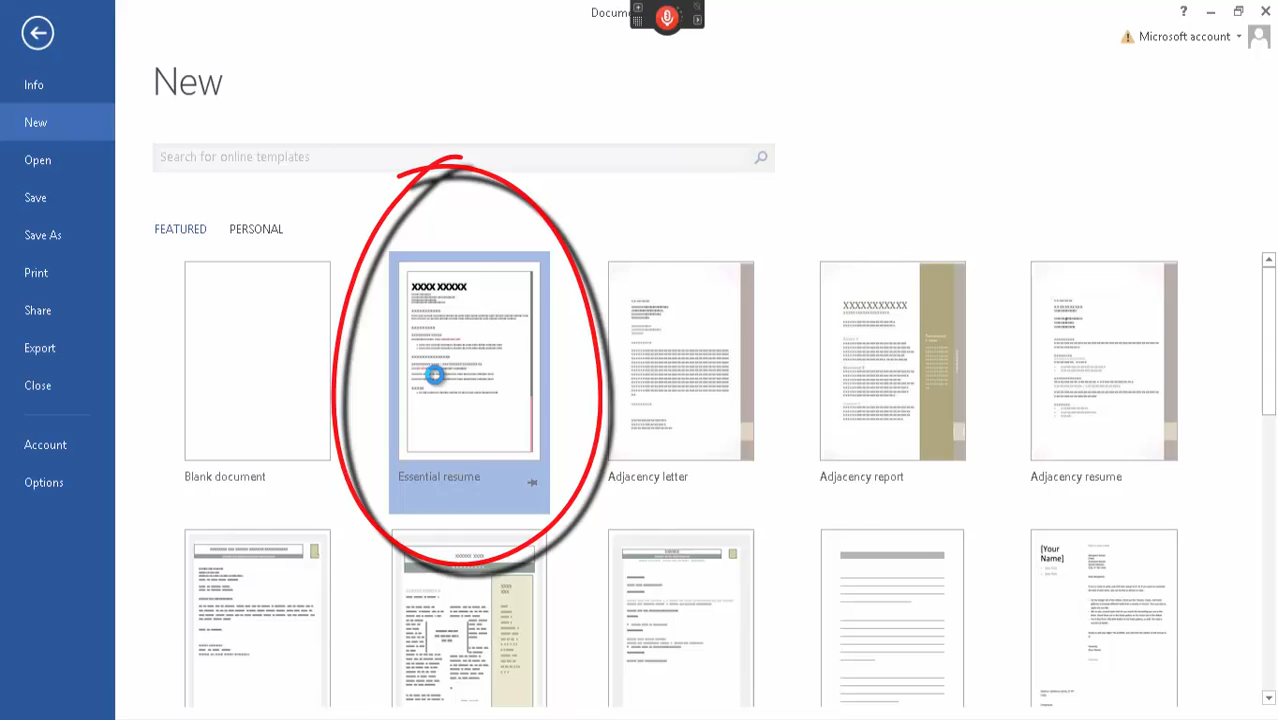 Docum
?
Microsoft account
Info
New
Open
Save
Save As
Print
Share
Export
Close
Account
Options
New
Search for online templates
FEATURED PERSONAL
XXXX XXXXX
XXXXXXXXXXX
Blank document
Essential resume
Adjacency letter
Adjacency report
Adjacency resume
[Your
Name]